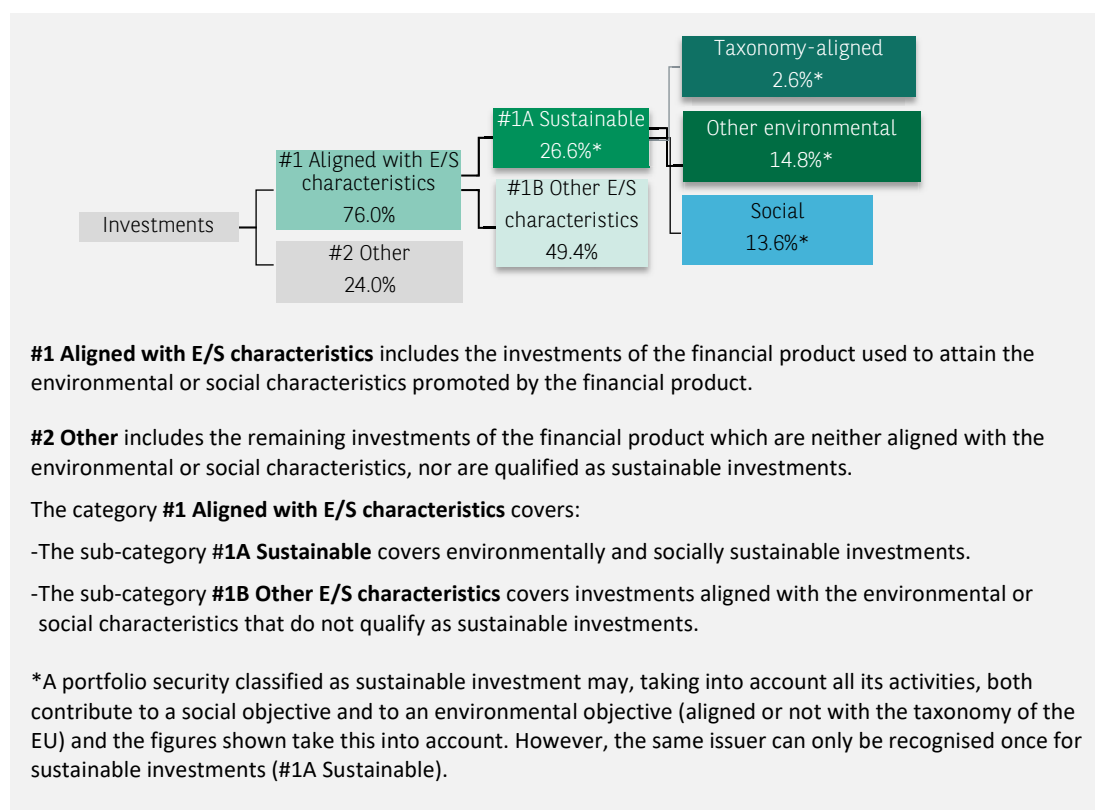 Investments
#1 Aligned with E/S
characteristics
76.0%
#2 Other
24.0%
#1A Sustainable
26.6%*
#1B Other E/S
characteristics
49.4%
Taxonomy-aligned
2.6%*
Other environmental
14.8%*
Social
13.6%*
#1 Aligned with E/S characteristics includes the investments of the financial product used to attain the
environmental or social characteristics promoted by the financial product.
#2 Other includes the remaining investments of the financial product which are neither aligned with the
environmental or social characteristics, nor are qualified as sustainable investments.
The category #1 Aligned with E/S characteristics covers:
-The sub-category #1A Sustainable covers environmentally and socially sustainable investments.
-The sub-category #1B Other E/S characteristics covers investments aligned with the environmental or
social characteristics that do not qualify as sustainable investments.
*A portfolio security classified as sustainable investment may, taking into account all its activities, both
contribute to a social objective and to an environmental objective (aligned or not with the taxonomy of the
EU) and the figures shown take this into account. However, the same issuer can only be recognised once for
sustainable investments (#1A Sustainable).